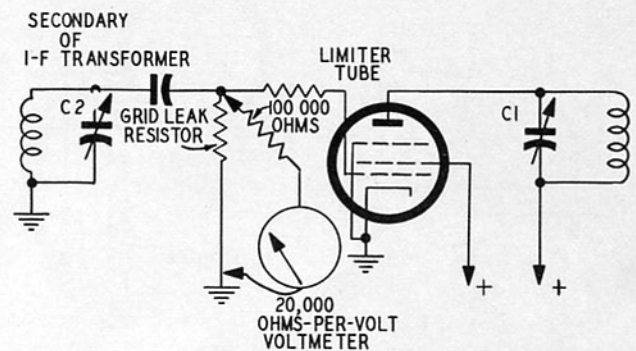 SECONDARY
OF
I-F TRANSFORMER
C2
GRID LEAK
RESISTOR
100 000
OHMS
LIMITER
TUBE
C1
20,000
OHMS-PER-VOLT
VOLTMETER
+
+